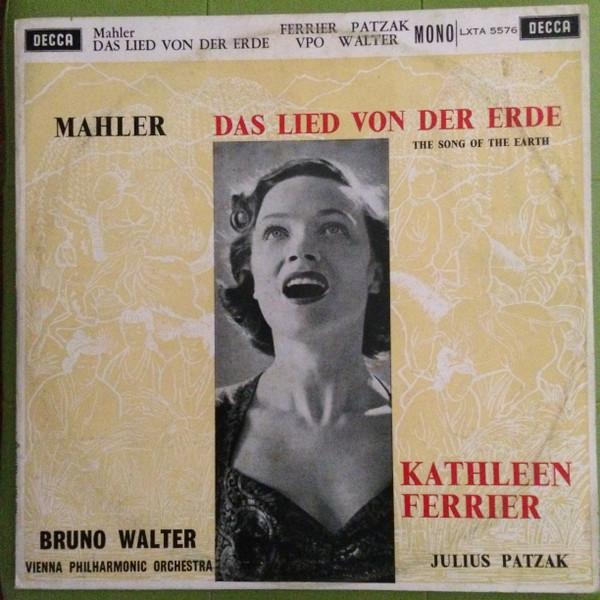 DECCA
Mahler FERRIER PATZAK
DAS LIED VON DER ERDE VPO WALTER
MONO LXTA 5576
DECCA
MAHLER DAS LIED VON DER ERDE
THE SONG OF THE EARTH
KATHLEEN
FERRIER
BRUNO WALTER
VIENNA PHILHARMONIC ORCHESTRA
JULIUS PATZAK